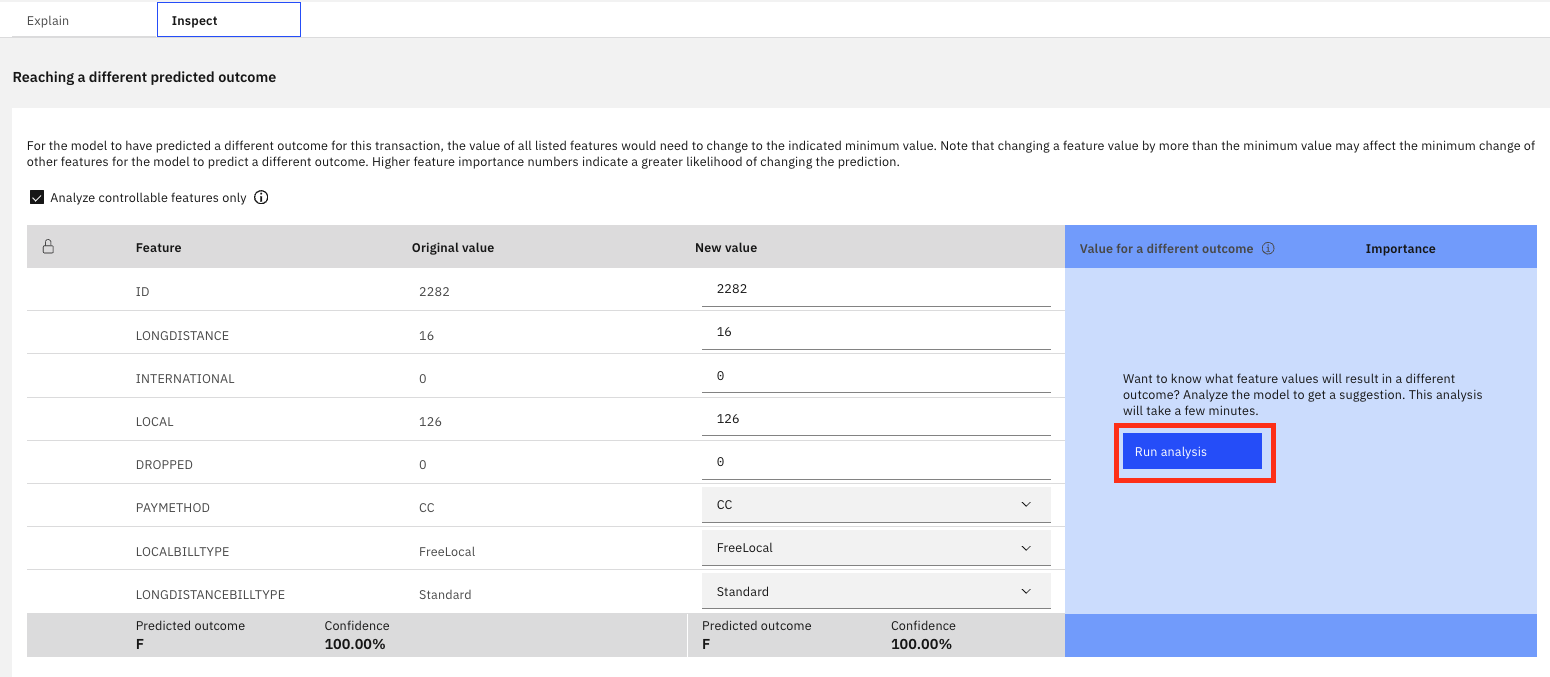 Explain Inspect
Reaching a different predicted outcome
For the model to have predicted a different outcome for this transaction, the value of all listed features would need to change to the indicated minimum value. Note that changing a feature value by more than the minimum value may affect the minimum change of
other features for the model to predict a different outcome. Higher feature importance numbers indicate a greater likelihood of changing the prediction.
Analyze controllable features only
Feature Original value New value Value for a different outcome Importance
ID 2282 2282
LONGDISTANCE 16 16
INTERNATIONAL 0 0
LOCAL 126 126
DROPPED 0 0
PAYMETHOD CC CC
LOCALBILLTYPE FreeLocal FreeLocal
LONGDISTANCEBILLTYPE Standard Standard
Want to know what feature values will result in a different
outcome? Analyze the model to get a suggestion. This analysis
will take a few minutes.
Run analysis
Predicted outcome Confidence Predicted outcome Confidence
F 100.00% F 100.00%